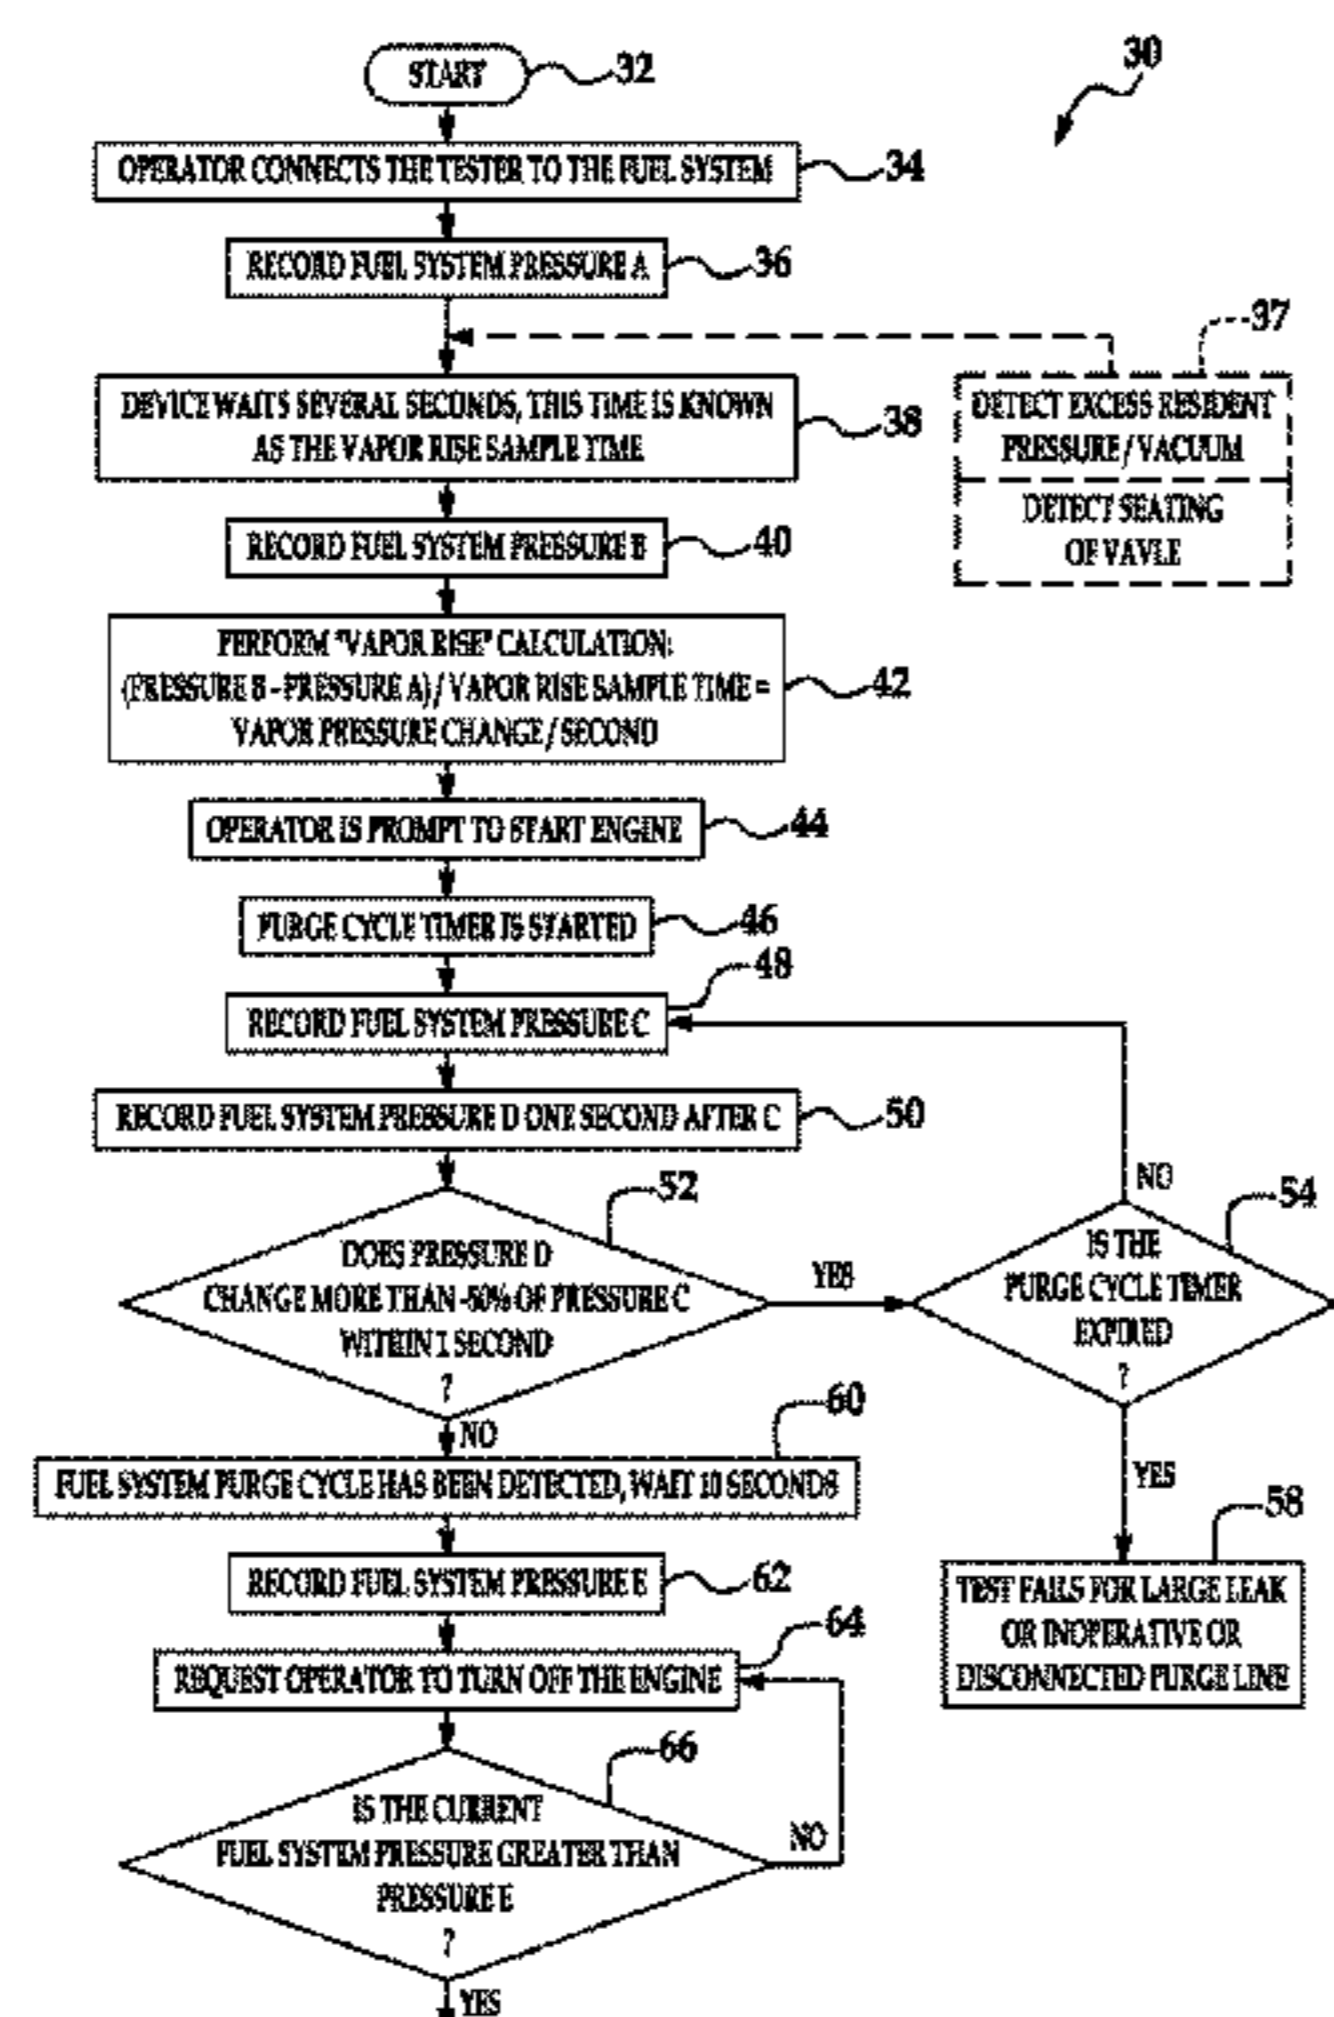 START
32
30
OPERATOR CONNECTS THE TESTER TO THE FUEL SYSTEM
34
RECORD FUEL SYSTEM PRESSURE A
36
37
DETECT EXCESS RESIDENT
PRESSURE / VACUUM
DETECT SEATING
OF VAVLE
DEVICE WAITS SEVERAL SECONDS, THIS TIME IS KNOWN
AS THE VAPOR RISE SAMPLE TIME
38
RECORD FUEL SYSTEM PRESSURE B
40
PERFORM "VAPOR RISE" CALCULATION:
(PRESSURE B - PRESSURE A) / VAPOR RISE SAMPLE TIME =
VAPOR PRESSURE CHANGE / SECOND
42
OPERATOR IS PROMPT TO START ENGINE
44
PURGE CYCLE TIMER IS STARTED
46
48
RECORD FUEL SYSTEM PRESSURE C
RECORD FUEL SYSTEM PRESSURE D ONE SECOND AFTER C
50
52
DOES PRESSURE D
CHANGE MORE THAN -50% OF PRESSURE C
WITHIN 1 SECOND
?
YES
NO
NO
54
IS THE
PURGE CYCLE TIMER
EXPIRED
?
YES
58
TEST FAILS FOR LARGE LEAK
OR INOPERATIVE OR
DISCONNECTED PURGE LINE
60
FUEL SYSTEM PURGE CYCLE HAS BEEN DETECTED, WAIT 10 SECONDS
RECORD FUEL SYSTEM PRESSURE E
62
64
REQUEST OPERATOR TO TURN OFF THE ENGINE
66
IS THE CURRENT
FUEL SYSTEM PRESSURE GREATER THAN
PRESSURE E
?
NO
YES